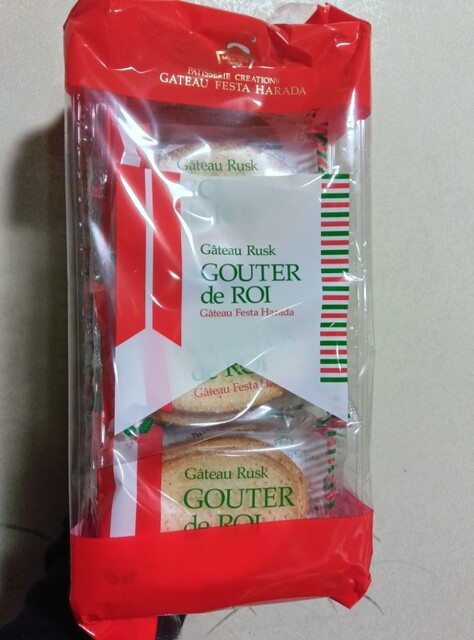 PATISSERIE CREATIONS
GATEAU FESTA HARADA
Gâteau Rusk
Gâteau Rusk
GOUTER
de ROI
Gâteau Festa Harada
de ROI
Gâteau Festa Ha
Gâteau Rusk
GOUTER
de ROI